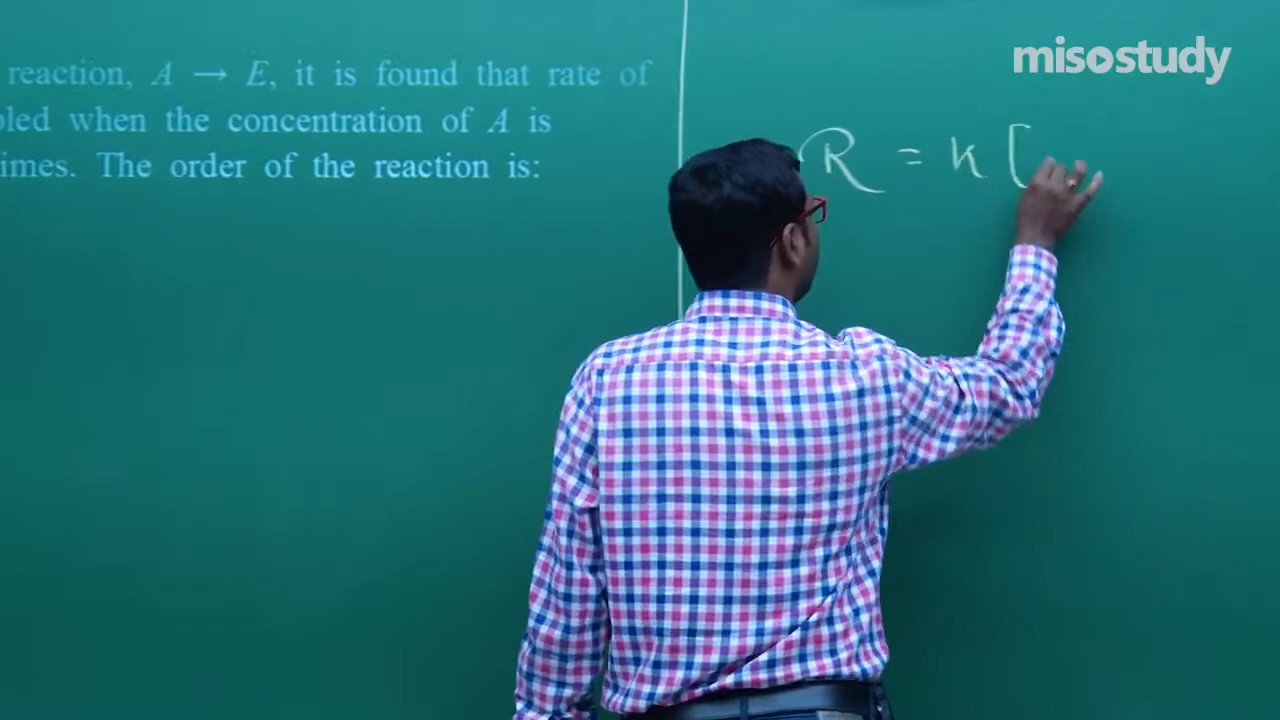 reaction, A → E, it is found that rate of
bled when the concentration of A is
imes. The order of the reaction is:
misostudy
R = K [